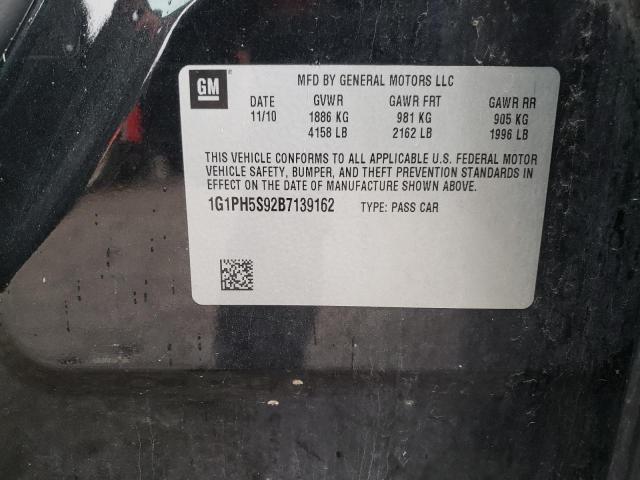 GM ® MFD BY GENERAL MOTORS LLC
DATE GVWR GAWR FRT GAWR RR
11/10 1886 KG 981 KG 905 KG
4158 LB 2162 LB 1996 LB
THIS VEHICLE CONFORMS TO ALL APPLICABLE U.S. FEDERAL MOTOR
VEHICLE SAFETY, BUMPER, AND THEFT PREVENTION STANDARDS IN
EFFECT ON THE DATE OF MANUFACTURE SHOWN ABOVE.
1G1PH5S92B7139162 TYPE: PASS CAR